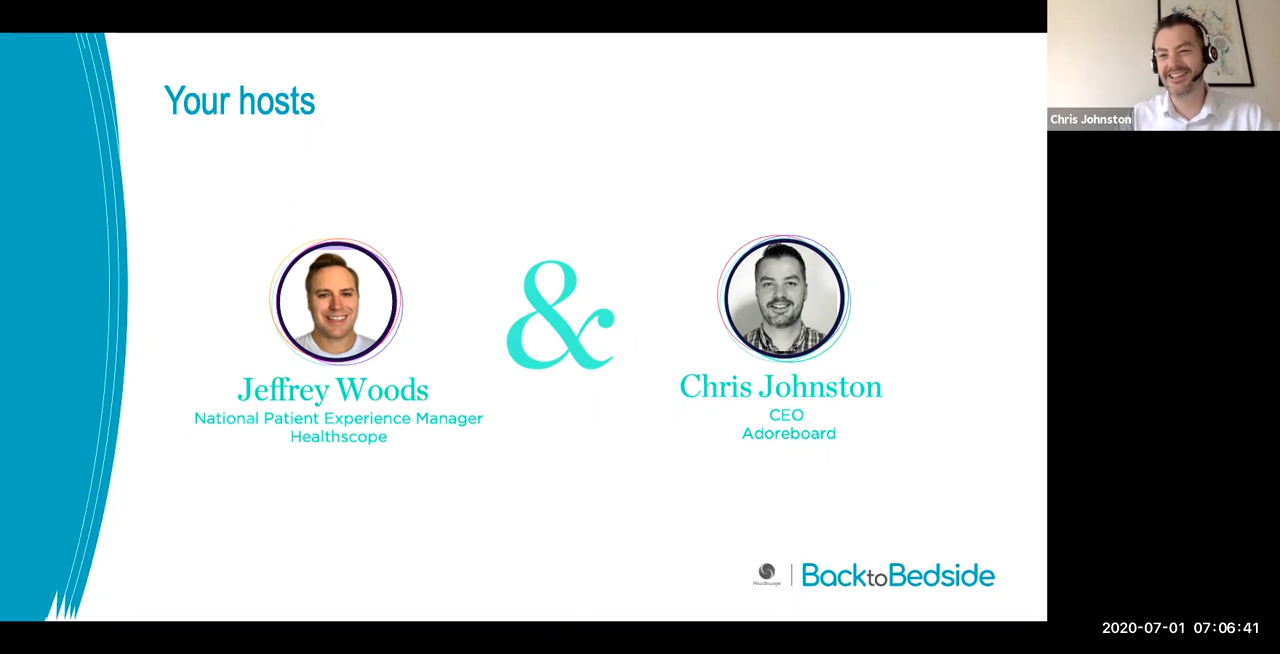 Your hosts
Chris Johnston
&
Jeffrey Woods
National Patient Experience Manager
Healthscope
Chris Johnston
CEO
Adoreboard
Healthscope
BacktoBedside
2020-07-01 07:06:41